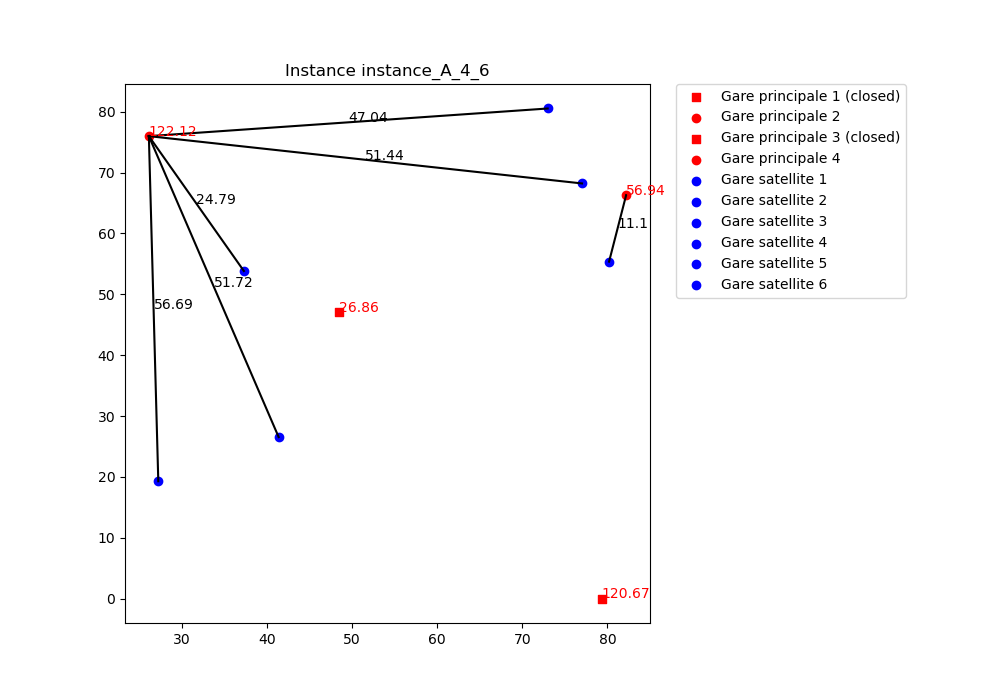 Instance instance_A_4_6
Gare principale 1 (closed)
Gare principale 2
Gare principale 3 (closed)
Gare principale 4
Gare satellite 1
Gare satellite 2
Gare satellite 3
Gare satellite 4
Gare satellite 5
Gare satellite 6
80
70
60
50
40
30
20
10
0
122.12
47.04
51.44
24.79
56.94
11.1
51.72
56.69
26.86
120.67
30
40
50
60
70
80